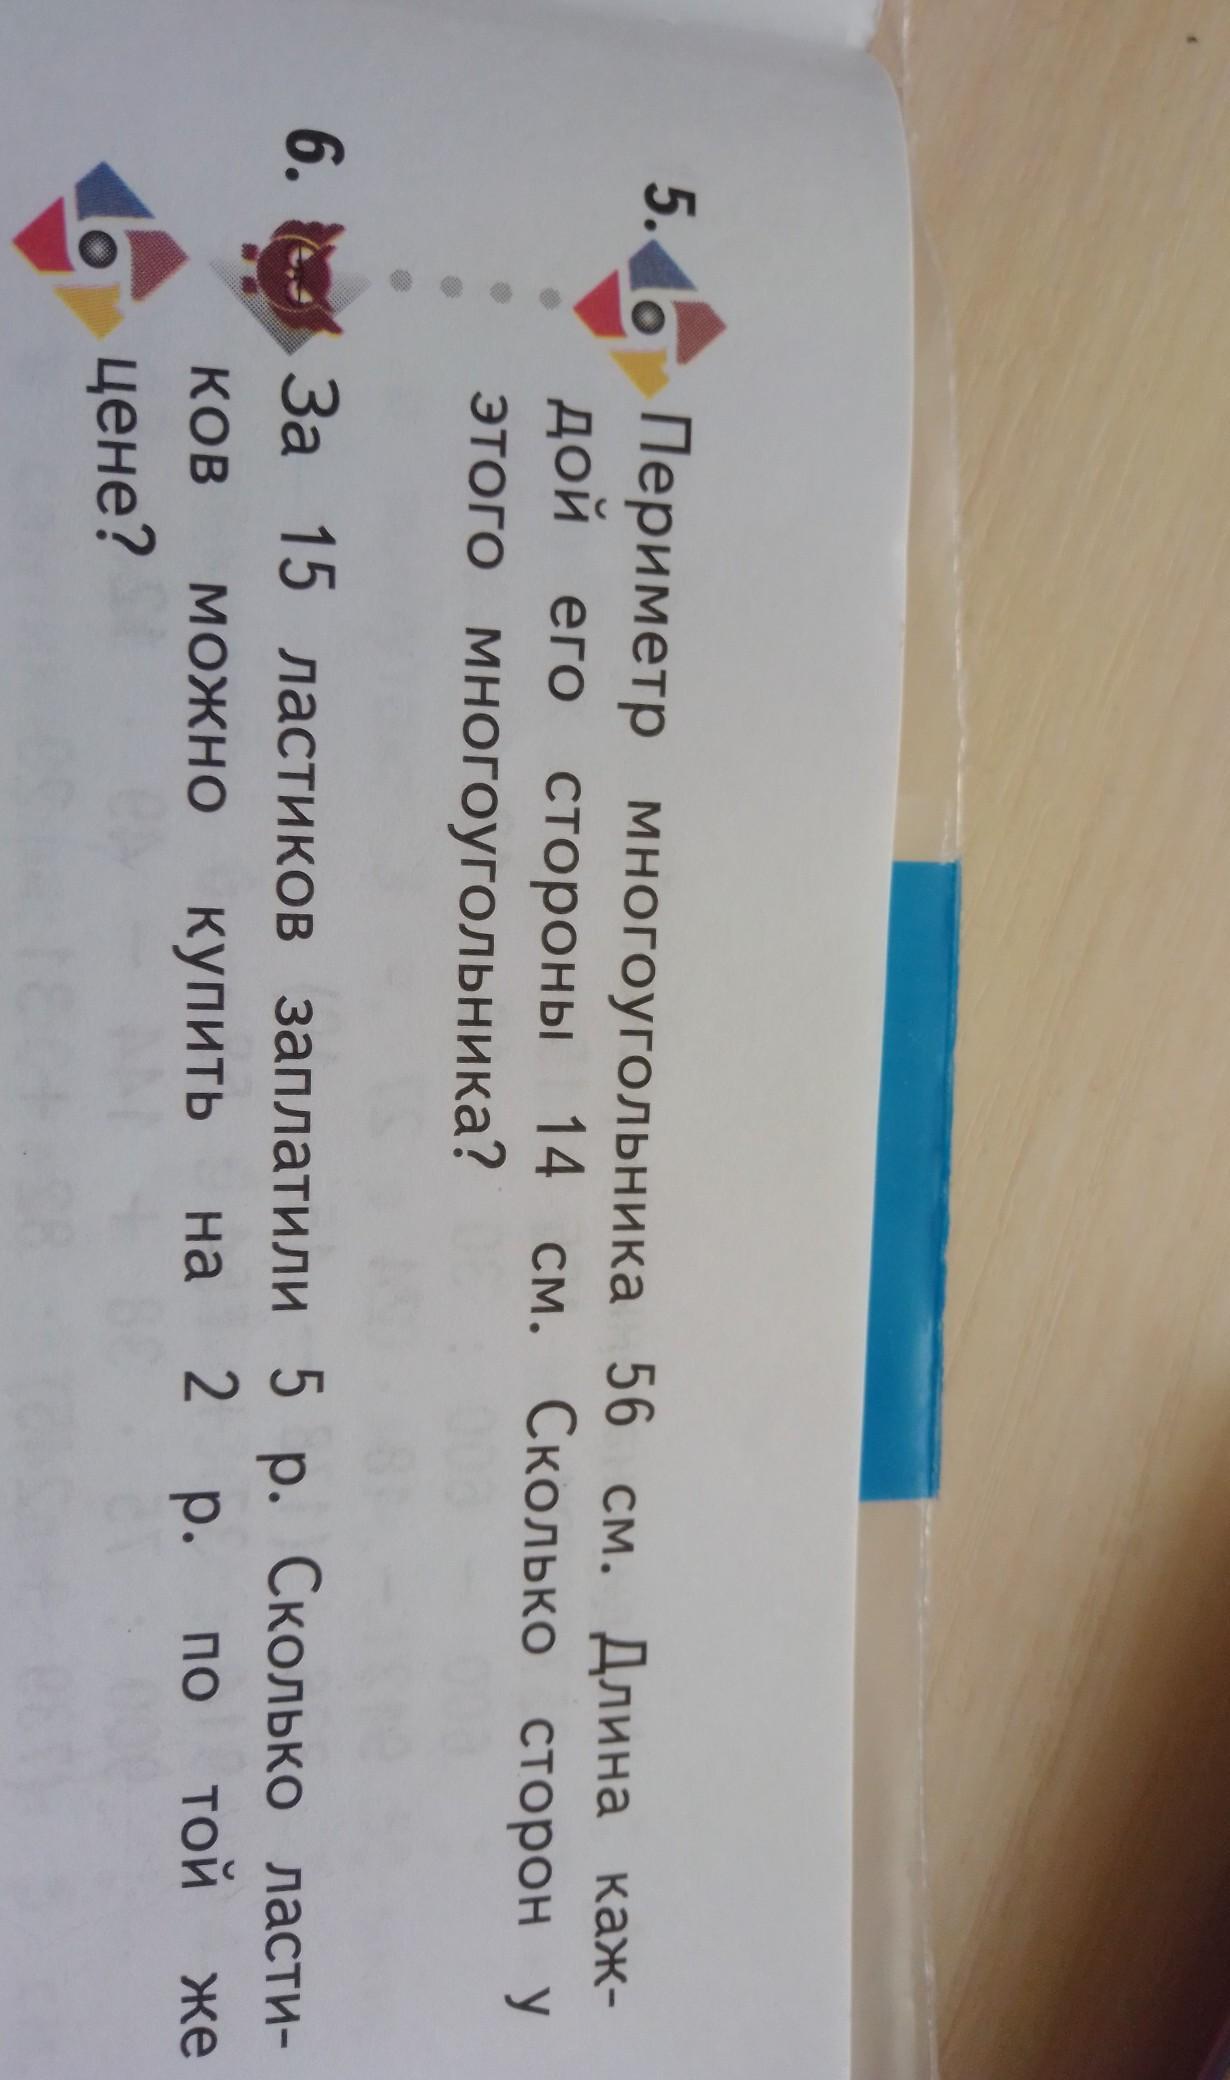 5. Периметр многоугольника 56 см. Длина каж-
дой его стороны 14 см. Сколько сторон у
этого многоугольника?
6. За 15 ластиков заплатили 5 р. Сколько ласти-
ков можно купить на 2 р. по той же
цене?